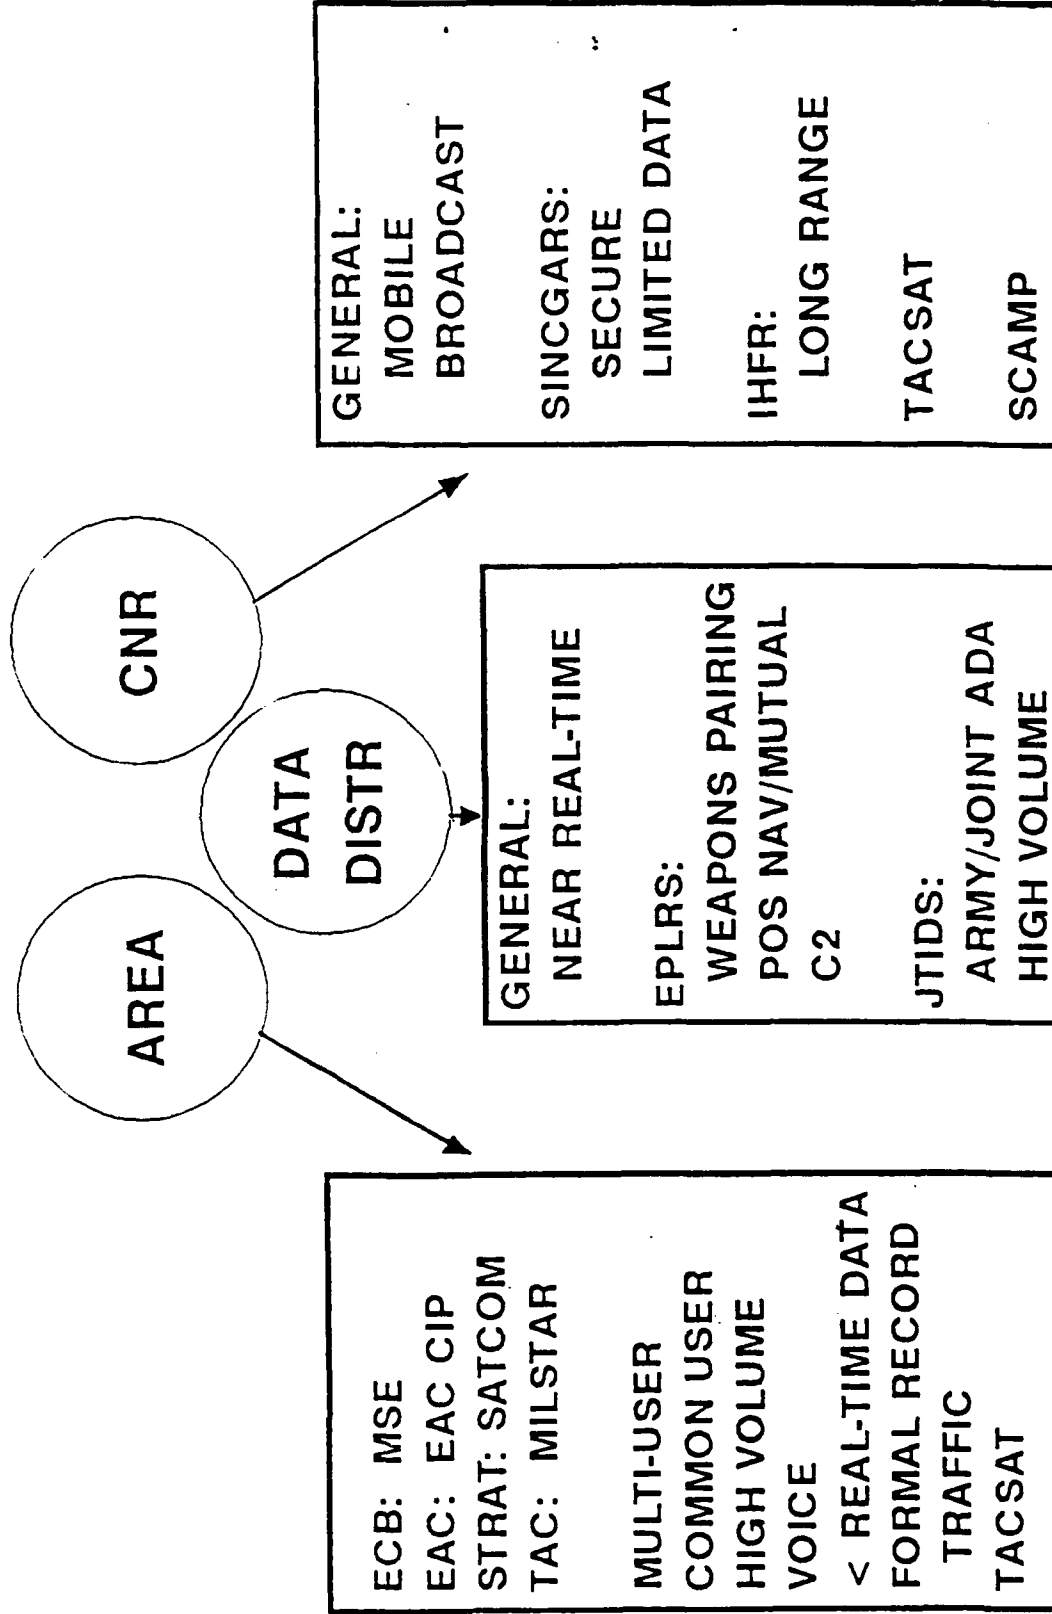 AREA
DATA
DISTR
CNR
ECB: MSE
EAC: EAC CIP
STRAT: SATCOM
TAC: MILSTAR
MULTI-USER
COMMON USER
HIGH VOLUME
VOICE
< REAL-TIME DATA
FORMAL RECORD
TRAFFIC
TACSAT
GENERAL:
NEAR REAL-TIME
EPLRS:
WEAPONS PAIRING
POS NAV/MUTUAL
C2
JTIDS:
ARMY/JOINT ADA
HIGH VOLUME
GENERAL:
MOBILE
BROADCAST
SINCGARS:
SECURE
LIMITED DATA
IHFR:
LONG RANGE
TACSAT
SCAMP